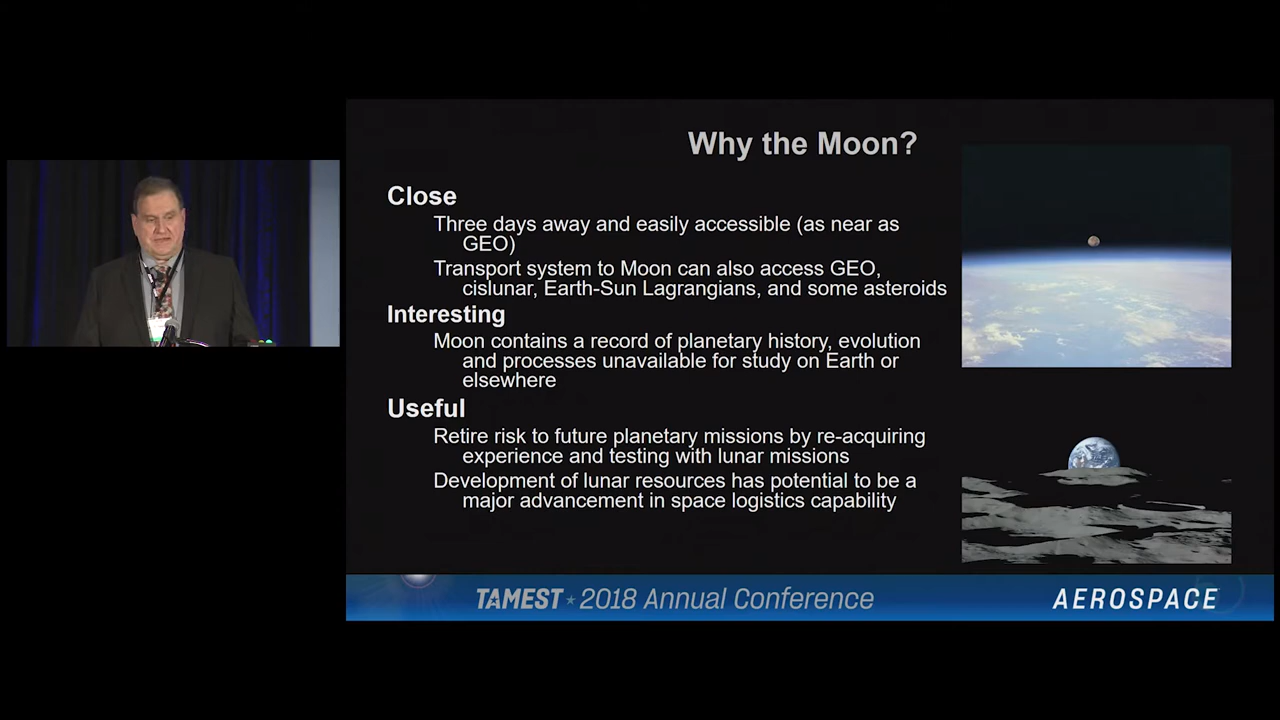 Why the Moon?
Close
Three days away and easily accessible (as near as
GEO)
Transport system to Moon can also access GEO,
cislunar, Earth-Sun Lagrangians, and some asteroids
Interesting
Moon contains a record of planetary history, evolution
and processes unavailable for study on Earth or
elsewhere
Useful
Retire risk to future planetary missions by re-acquiring
experience and testing with lunar missions
Development of lunar resources has potential to be a
major advancement in space logistics capability
TAMEST★2018 Annual Conference
AEROSPACE